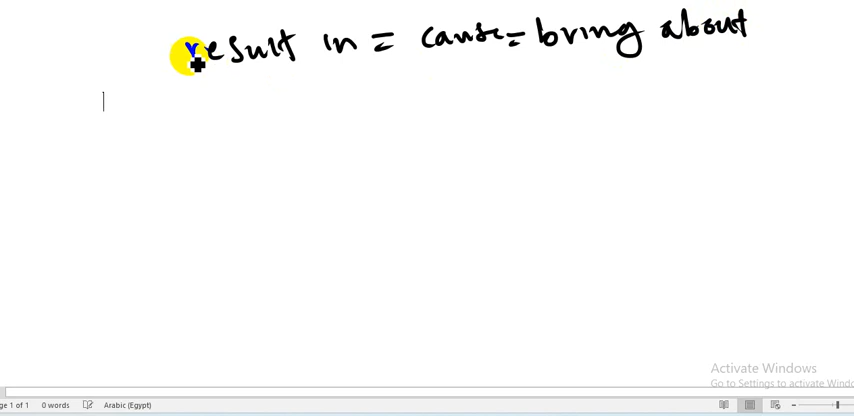 result in = cause = bring about
Activate Windows
Go to Settings to activate Wind
ge 1 of 1 0 words Arabic (Egypt)